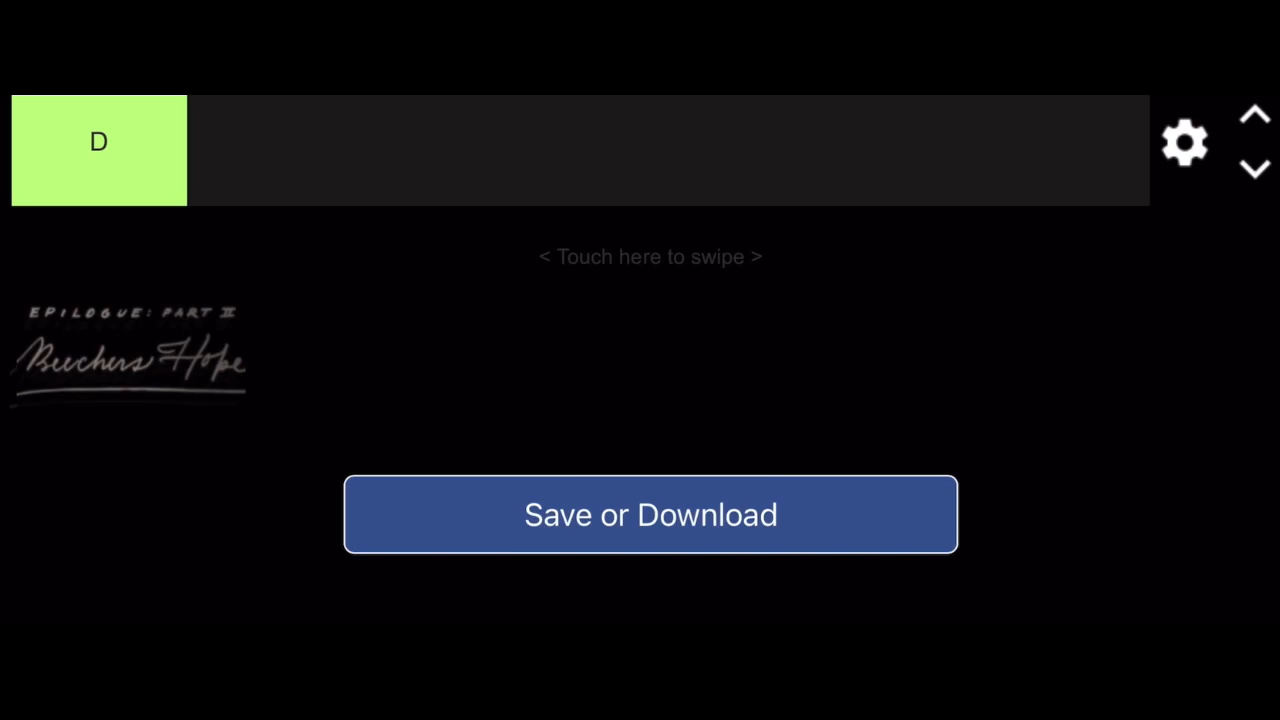 D
< Touch here to swipe >
EPILOGUE: PART II
Beechers Hope
Save or Download